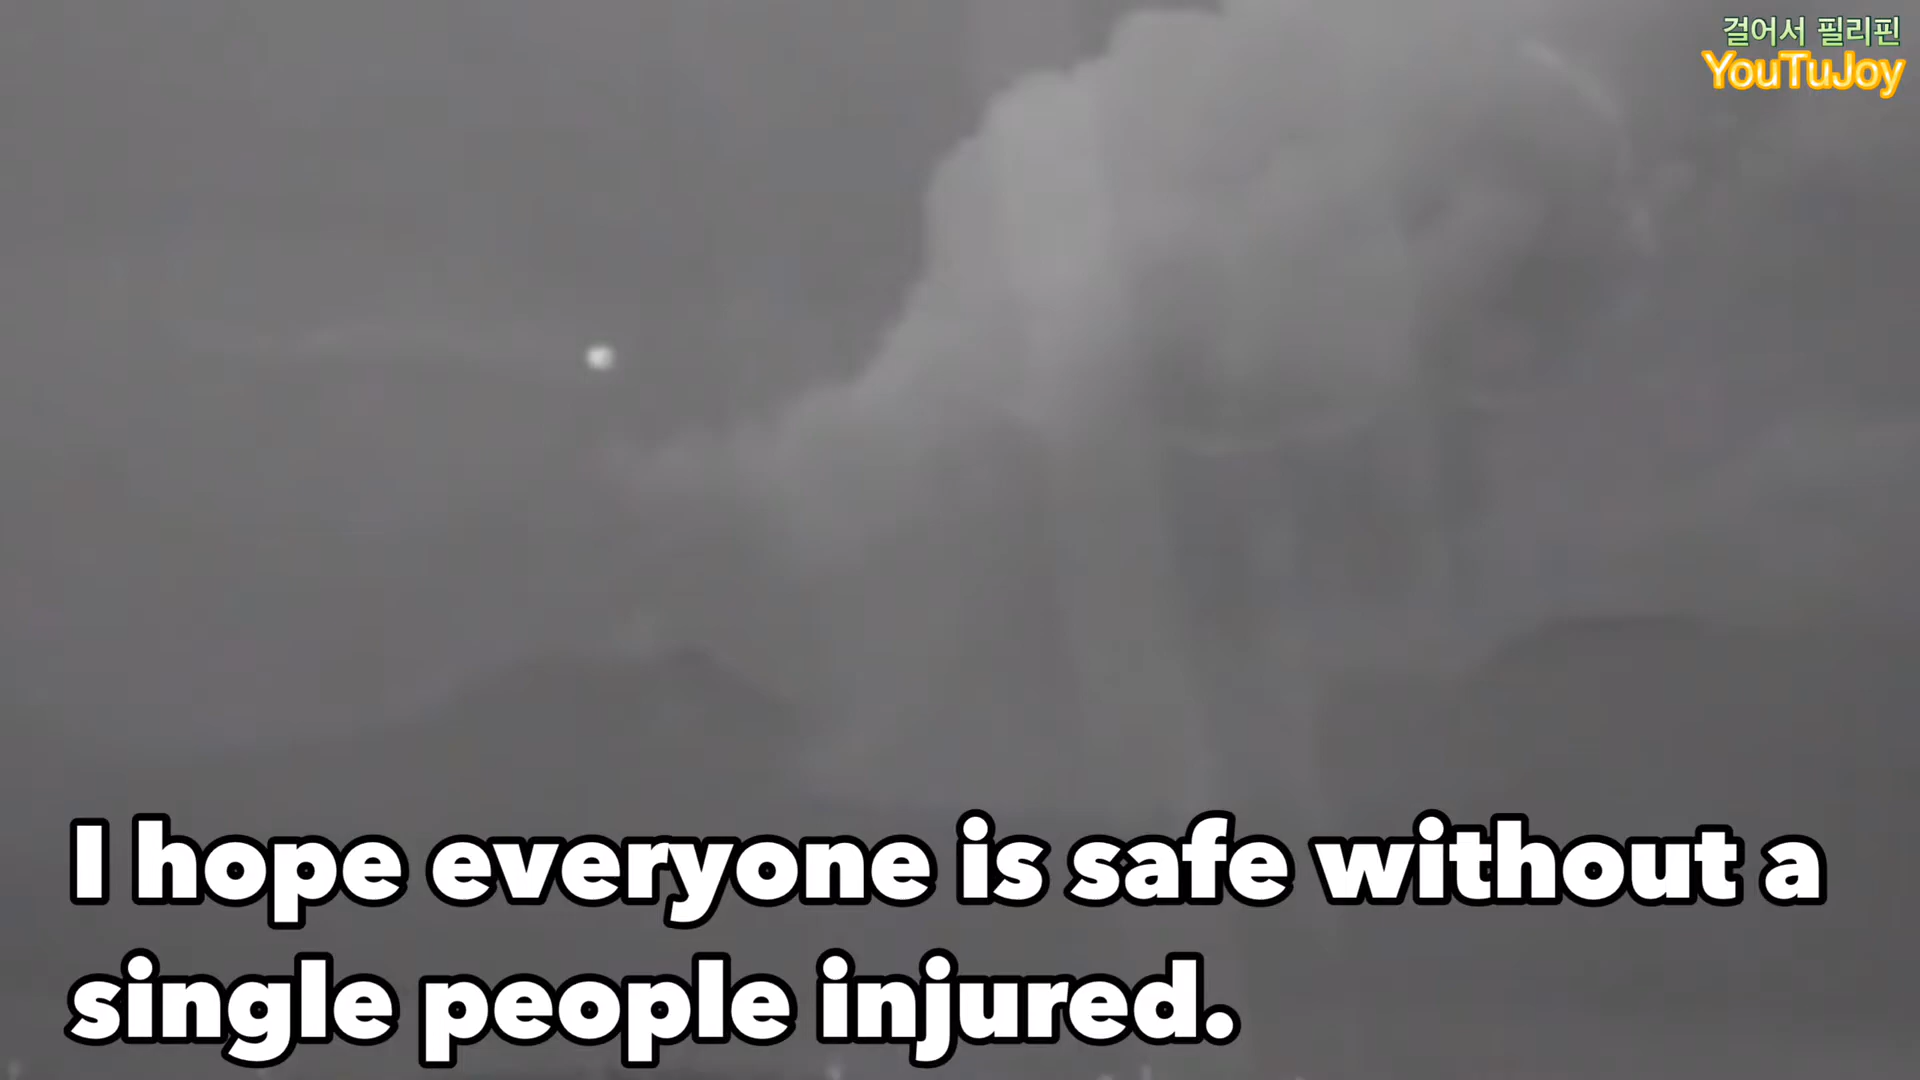 걸어서 필리핀
YouTuJoy
I hope everyone is safe without a
single people injured.